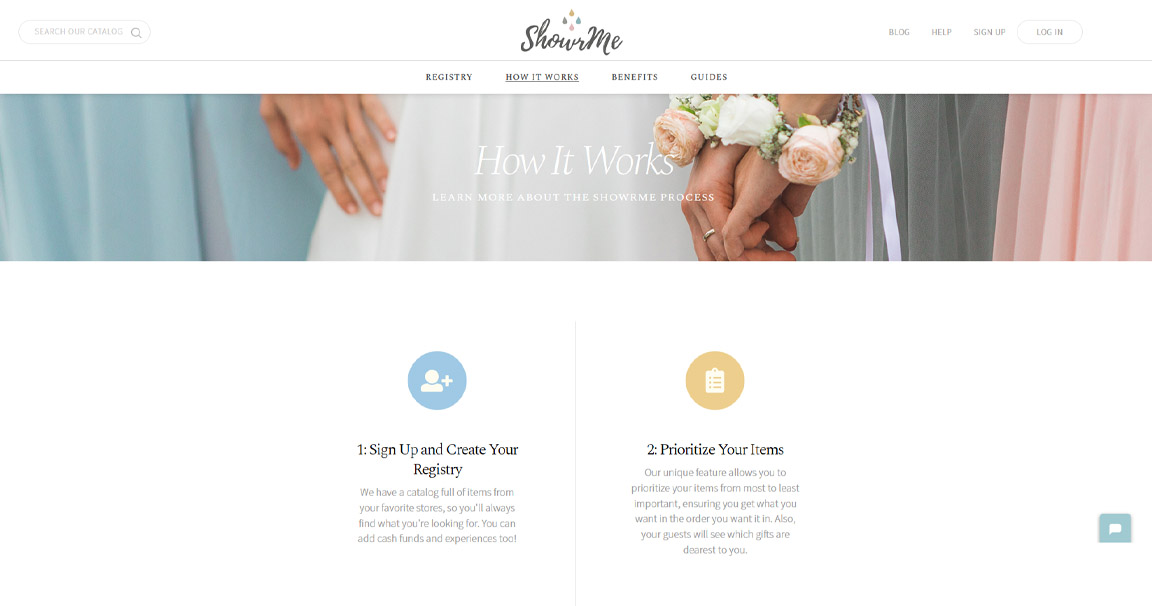 SEARCH OUR CATALOG
ShowrMe
BLOG HELP SIGN UP LOG IN
REGISTRY HOW IT WORKS BENEFITS GUIDES
How It Works
LEARN MORE ABOUT THE SHOWRME PROCESS
1: Sign Up and Create Your
Registry
We have a catalog full of items from
your favorite stores, so you'll always
find what you're looking for. You can
add cash funds and experiences too!
2: Prioritize Your Items
Our unique feature allows you to
prioritize your items from most to least
important, ensuring you get what you
want in the order you want it in. Also,
your guests will see which gifts are
dearest to you.